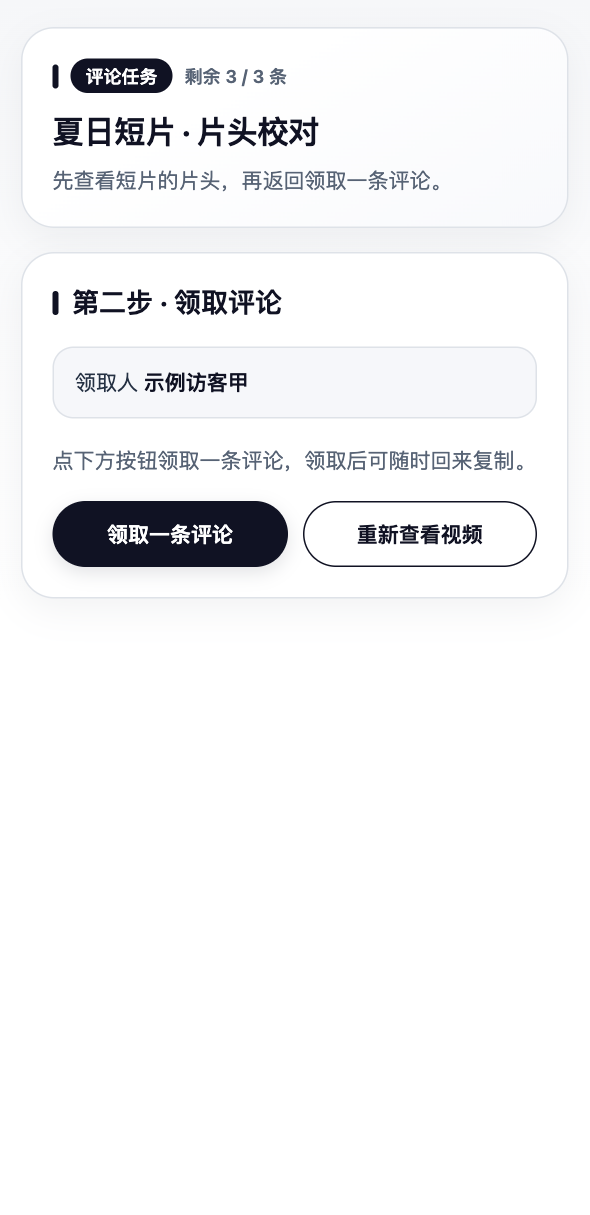 评论任务 剩余 3 / 3 条
夏日短片 · 片头校对
先查看短片的片头，再返回领取一条评论。
第二步 · 领取评论
领取人 示例访客甲
点下方按钮领取一条评论，领取后可随时回来复制。
领取一条评论 重新查看视频